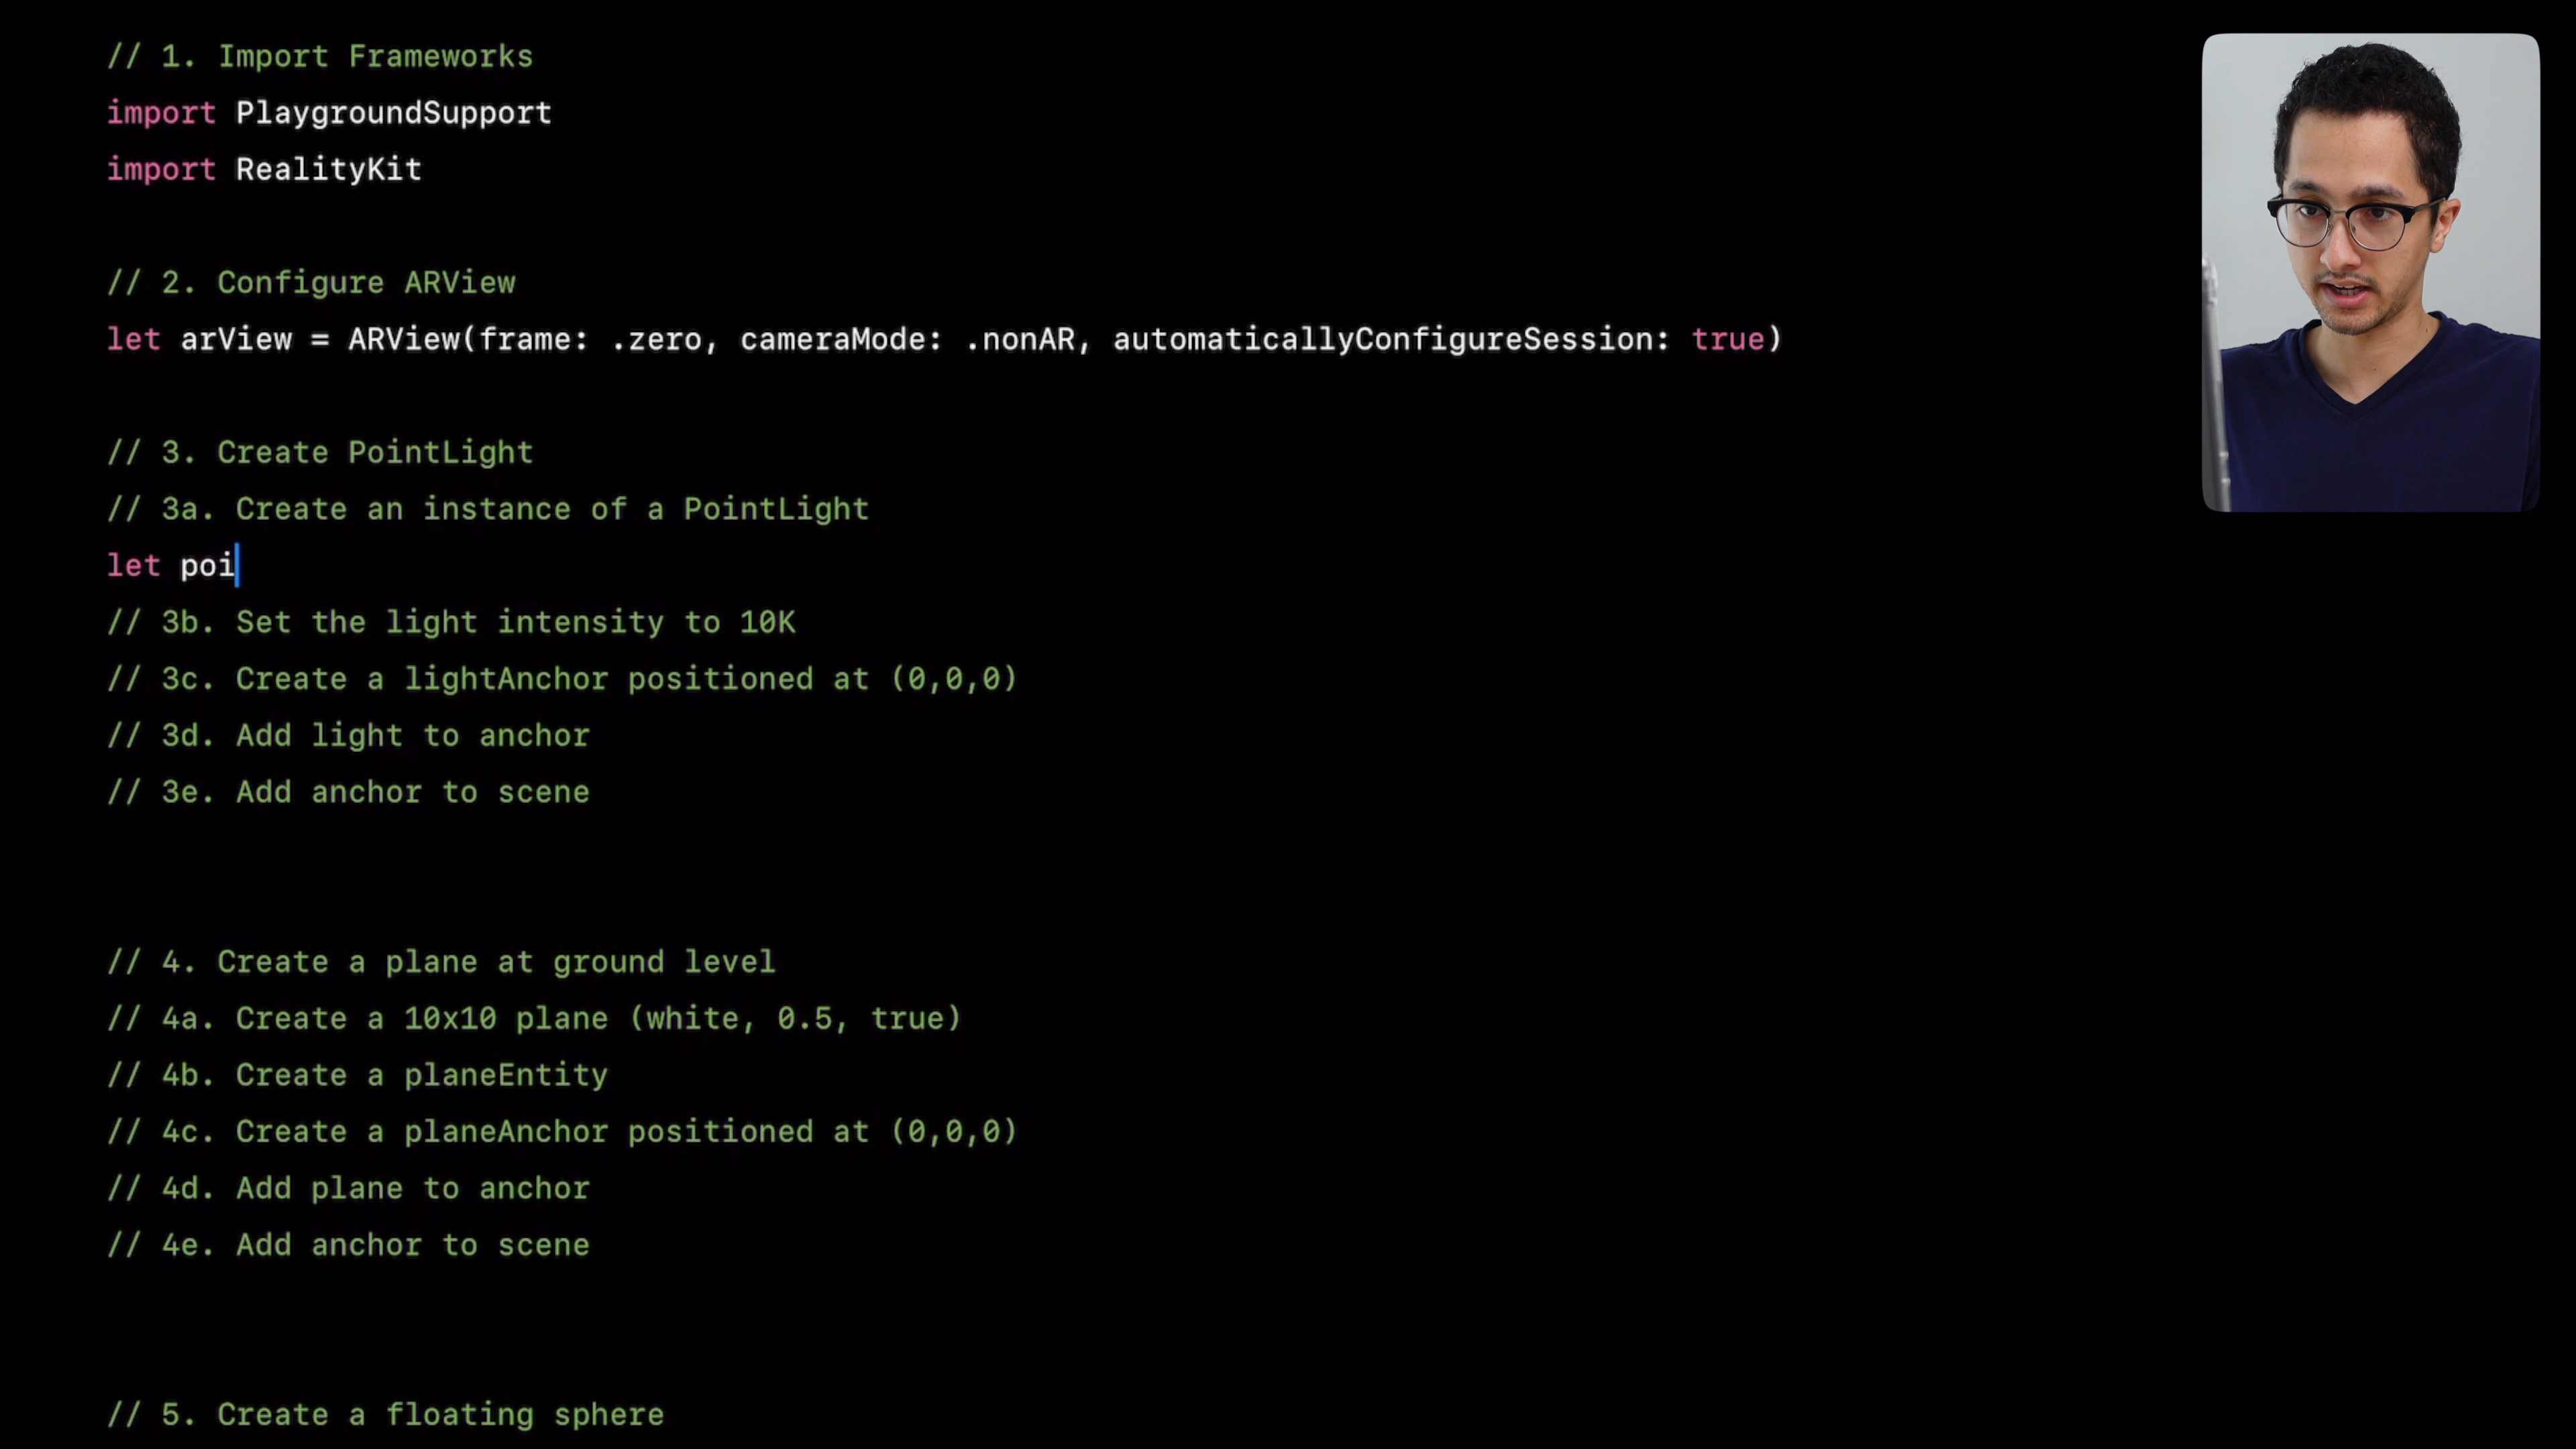 // 1. Import Frameworks
import PlaygroundSupport
import RealityKit
// 2. Configure ARView
let arView = ARView(frame: .zero, cameraMode: .nonAR, automaticallyConfigureSession: true)
// 3. Create PointLight
// 3a. Create an instance of a PointLight
let poi
// 3b. Set the light intensity to 10K
// 3c. Create a lightAnchor positioned at (0,0,0)
// 3d. Add light to anchor
// 3e. Add anchor to scene
// 4. Create a plane at ground level
// 4a. Create a 10x10 plane (white, 0.5, true)
// 4b. Create a planeEntity
// 4c. Create a planeAnchor positioned at (0,0,0)
// 4d. Add plane to anchor
// 4e. Add anchor to scene
// 5. Create a floating sphere